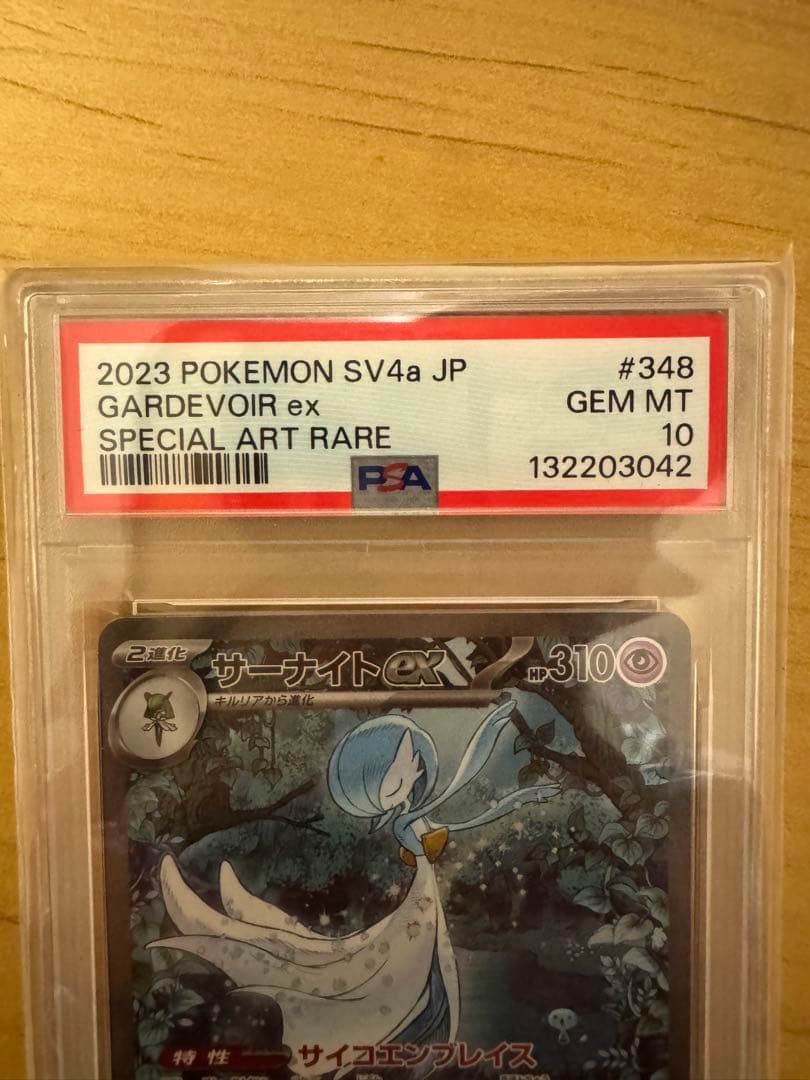 2023 POKEMON SV4a JP #348
GARDEVOIR ex GEM MT
SPECIAL ART RARE 10
PSA 132203042
2進化 サーナイトex HP310
キルリアから進化
特性 サイコエンブレイス